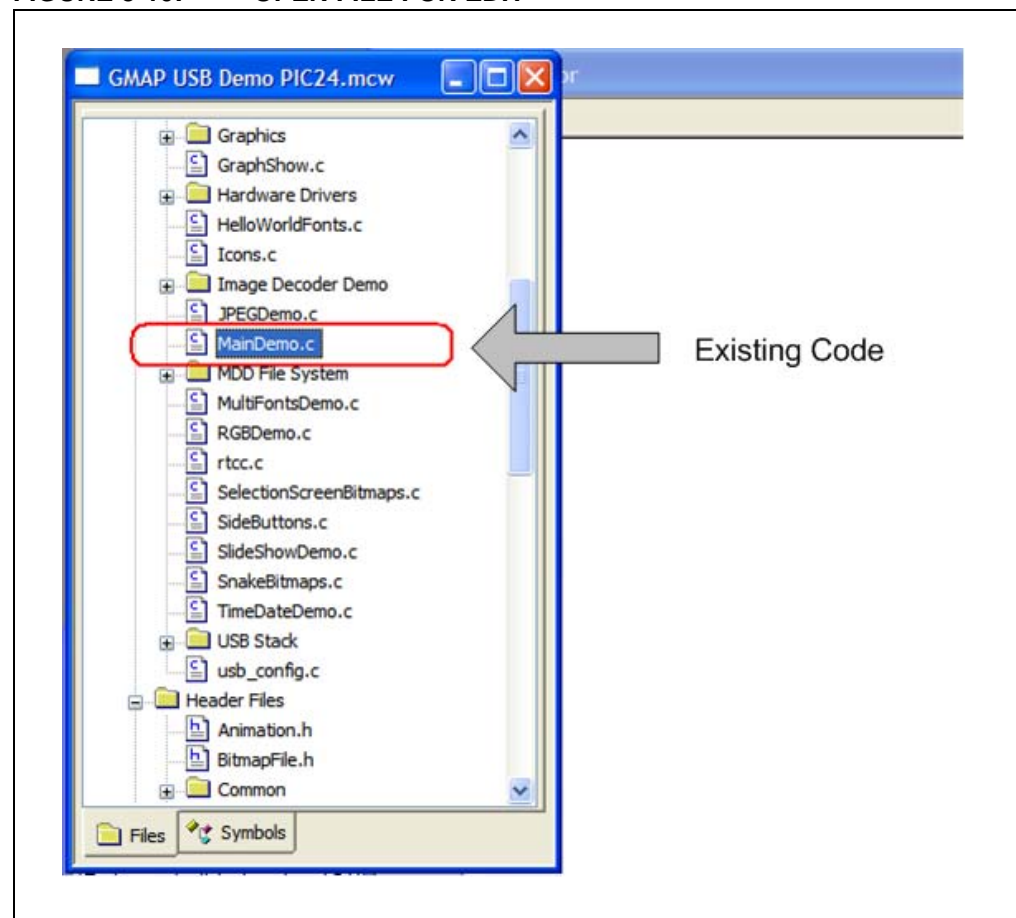 GMAP USB Demo PIC24.mcw
Graphics
GraphShow.c
Hardware Drivers
HelloWorldFonts.c
Icons.c
Image Decoder Demo
JPEGDemo.c
MainDemo.c
Existing Code
MDD File System
MultiFontsDemo.c
RGBDemo.c
rtcc.c
SelectionScreenBitmaps.c
SideButtons.c
SlideShowDemo.c
SnakeBitmaps.c
TimeDateDemo.c
USB Stack
usb_config.c
Header Files
Animation.h
BitmapFile.h
Common
Files
Symbols